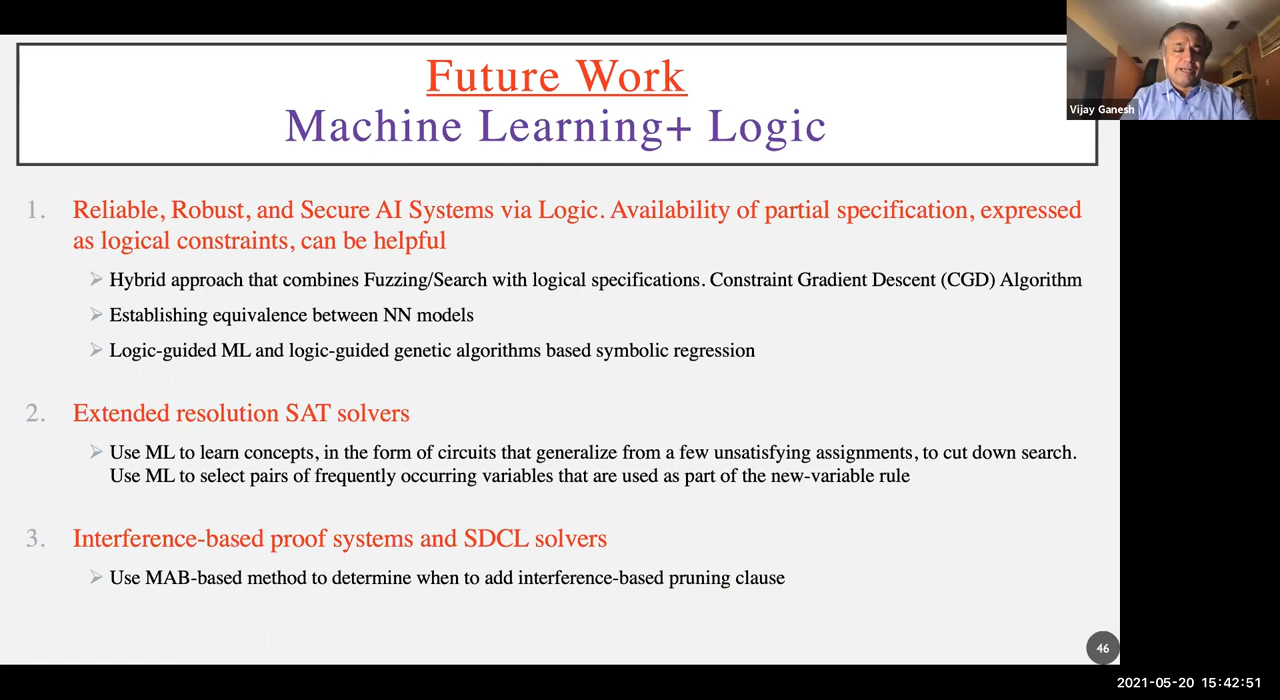 Future Work
Machine Learning+ Logic
Vijay Ganesh
1. Reliable, Robust, and Secure AI Systems via Logic. Availability of partial specification, expressed
as logical constraints, can be helpful
➢ Hybrid approach that combines Fuzzing/Search with logical specifications. Constraint Gradient Descent (CGD) Algorithm
➢ Establishing equivalence between NN models
➢ Logic-guided ML and logic-guided genetic algorithms based symbolic regression
2. Extended resolution SAT solvers
➢ Use ML to learn concepts, in the form of circuits that generalize from a few unsatisfying assignments, to cut down search.
Use ML to select pairs of frequently occurring variables that are used as part of the new-variable rule
3. Interference-based proof systems and SDCL solvers
➢ Use MAB-based method to determine when to add interference-based pruning clause
46
2021-05-20 15:42:51